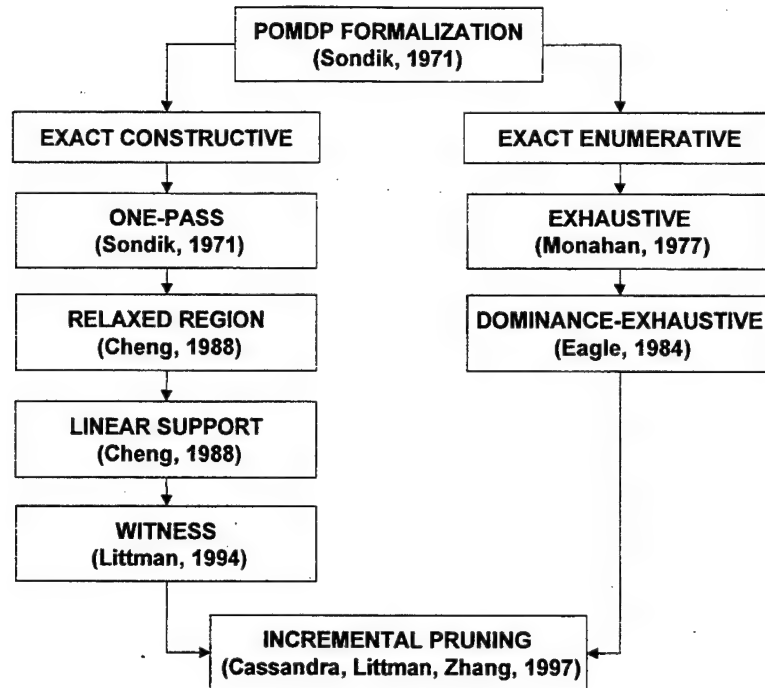 POMDP FORMALIZATION
(Sondik, 1971)
EXACT CONSTRUCTIVE
EXACT ENUMERATIVE
ONE-PASS
(Sondik, 1971)
EXHAUSTIVE
(Monahan, 1977)
RELAXED REGION
(Cheng, 1988)
DOMINANCE-EXHAUSTIVE
(Eagle, 1984)
LINEAR SUPPORT
(Cheng, 1988)
WITNESS
(Littman, 1994)
INCREMENTAL PRUNING
(Cassandra, Littman, Zhang, 1997)